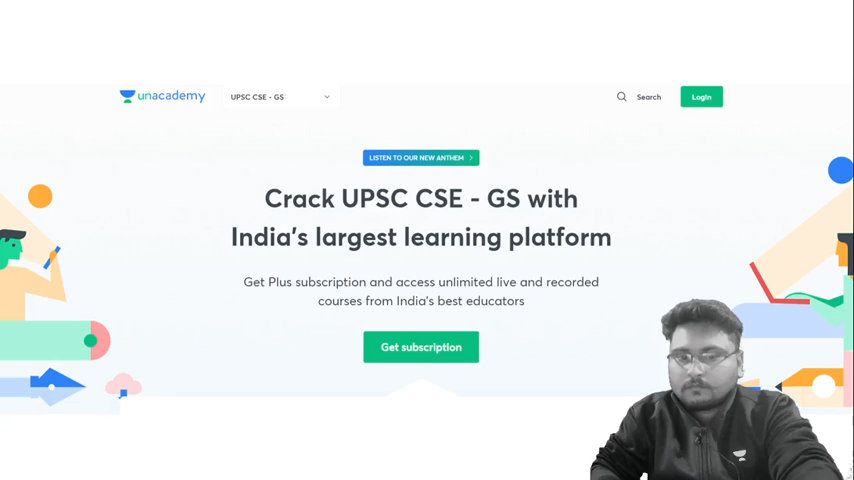 unacademy
UPSC CSE - GS
Search
Login
LISTEN TO OUR NEW ANTHEM
Crack UPSC CSE - GS with
India's largest learning platform
Get Plus subscription and access unlimited live and recorded
courses from India's best educators
Get subscription